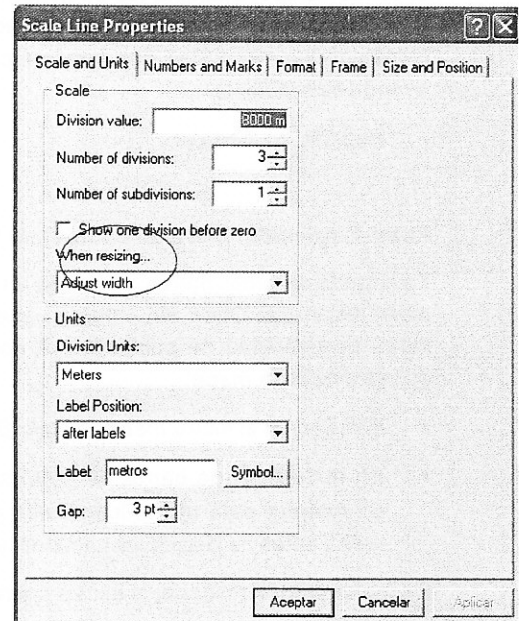 Scale Line Properties
Scale and Units Numbers and Marks Format Frame Size and Position
Scale
Division value: 8000 m
Number of divisions: 3
Number of subdivisions: 1
Show one division before zero
When resizing...
Adjust width
Units
Division Units:
Meters
Label Position:
after labels
Label: metros Symbol...
Gap: 3 pt
Aceptar Cancelar Aplicar